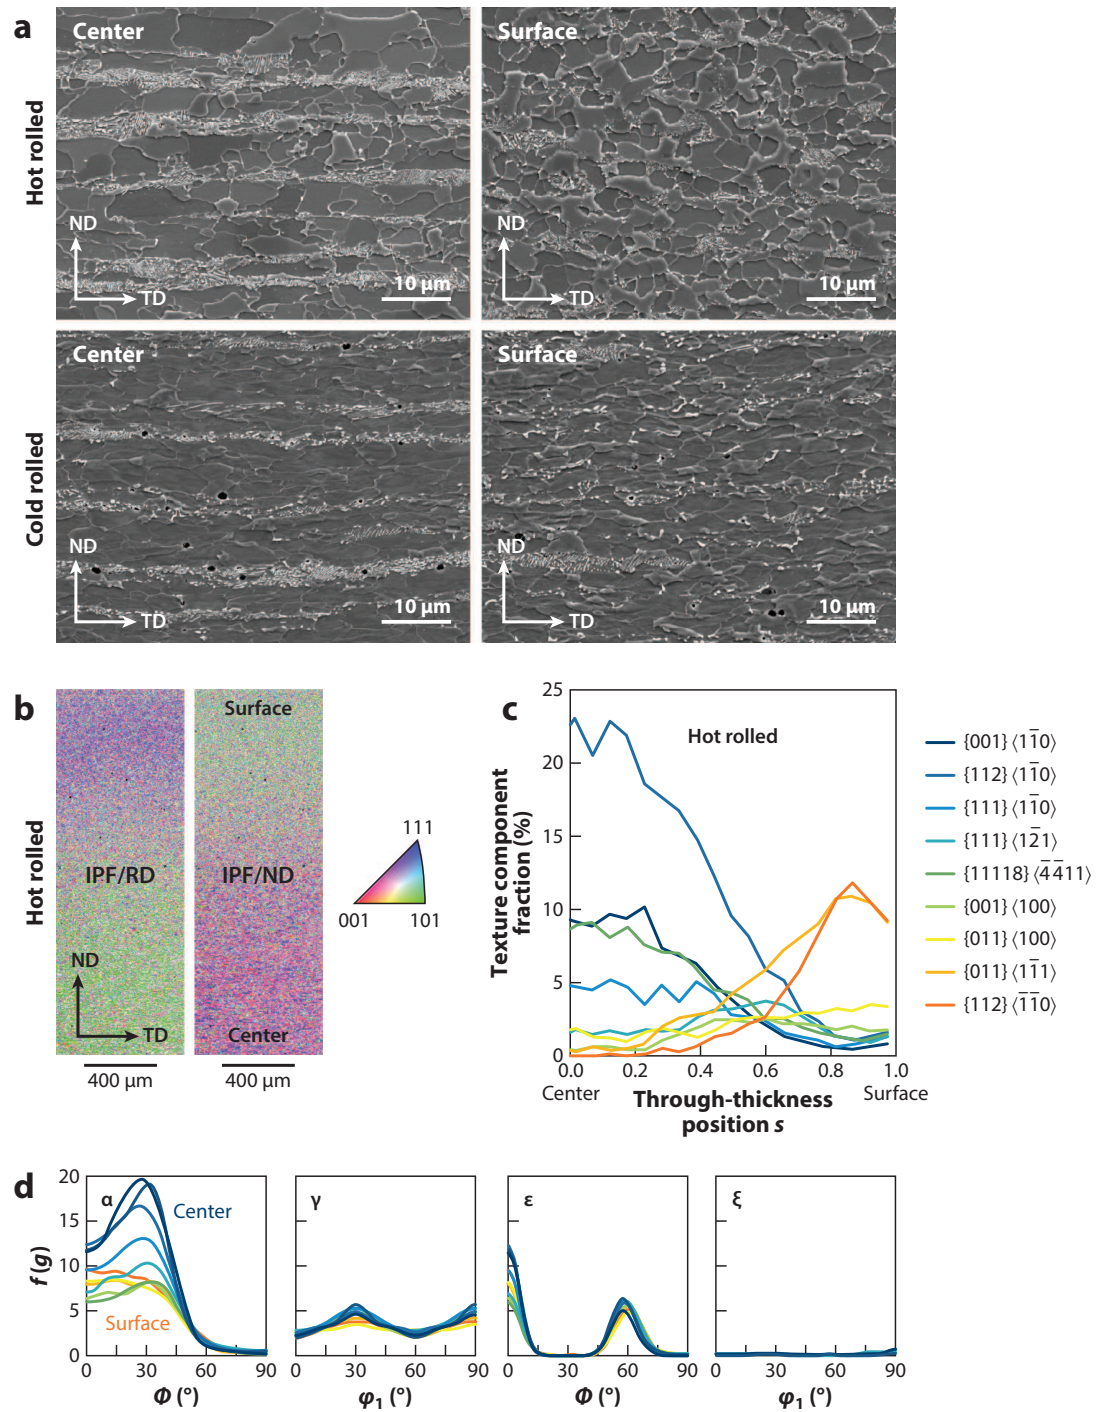 a
Center
Surface
Hot rolled
ND
TD
10 μm
ND
TD
10 μm
Center
Surface
Cold rolled
ND
TD
10 μm
ND
TD
10 μm
b
Hot rolled
Surface
IPF/RD
IPF/ND
ND
TD
Center
400 μm
400 μm
111
001
101
c
Hot rolled
Texture component
fraction (%)
25
20
15
10
5
0
0.0
0.2
0.4
0.6
0.8
1.0
Center
Surface
Through-thickness
position s
{001}⟨11̅0⟩
{112}⟨11̅0⟩
{111}⟨11̅0⟩
{111}⟨12̅1⟩
{11118}⟨4̅4̅11⟩
{001}⟨100⟩
{011}⟨100⟩
{011}⟨11̅1⟩
{112}⟨1̅1̅0⟩
d
f (g)
20
15
10
5
0
α
Center
Surface
0
30
60
90
Φ (°)
γ
0
30
60
90
φ₁ (°)
ε
0
30
60
90
Φ (°)
ξ
0
30
60
90
φ₁ (°)